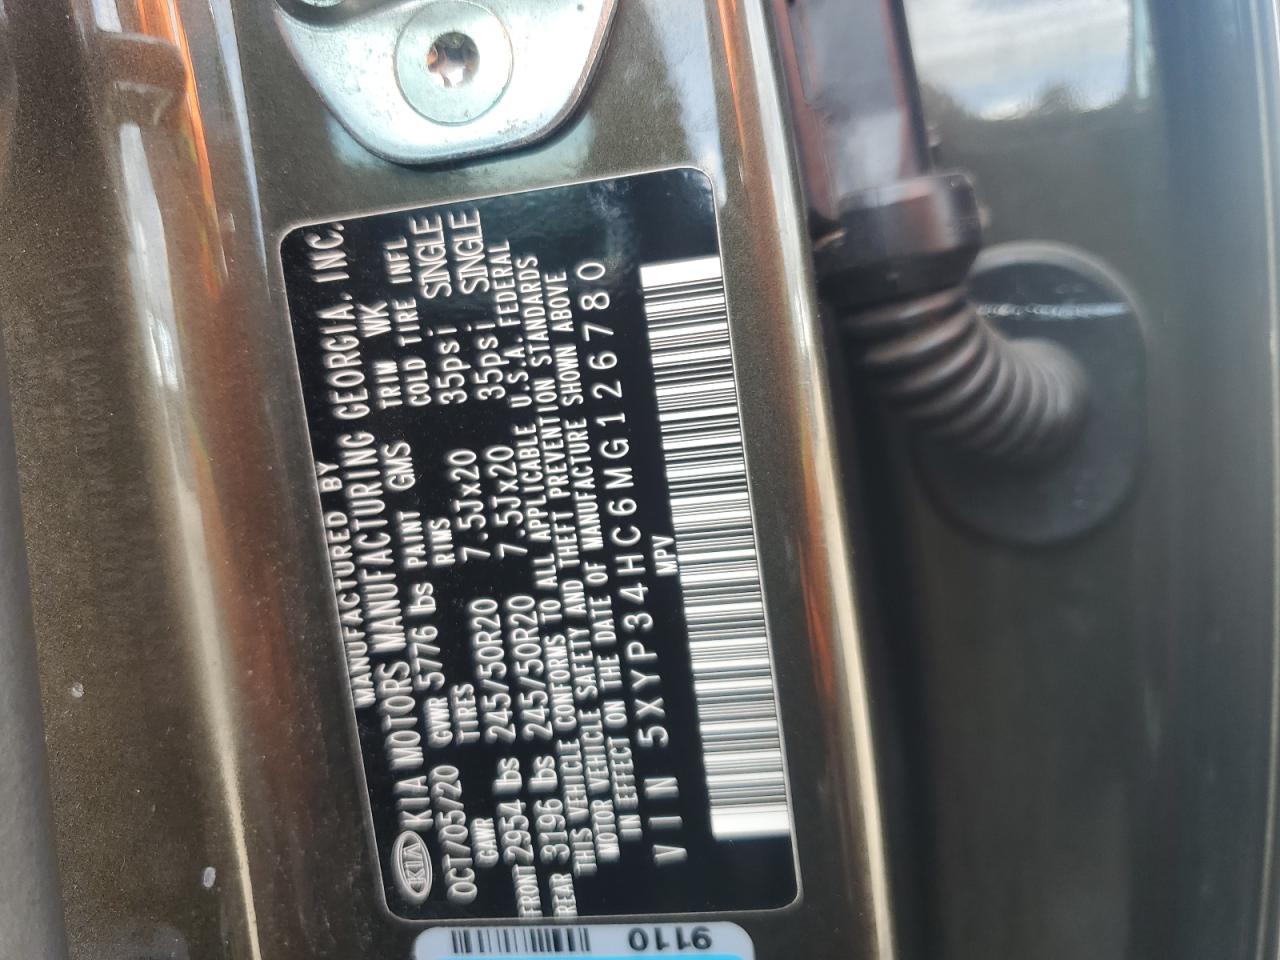 MANUFACTURED BY
KIA KIA MOTORS MANUFACTURING GEORGIA. INC.
OCT/05/20 GVWR 5776 lbs PAINT GMS TRIM WK
GAWR TIRES RIMS COLD TIRE INFL
FRONT 2954 lbs 245/50R20 7.5Jx20 35psi SINGLE
REAR 3196 lbs 245/50R20 7.5Jx20 35psi SINGLE
THIS VEHICLE CONFORMS TO ALL APPLICABLE U.S.A. FEDERAL
MOTOR VEHICLE SAFETY AND THEFT PREVENTION STANDARDS
IN EFFECT ON THE DATE OF MANUFACTURE SHOWN ABOVE
VIN 5XYP34HC6MG126780
MPV
9110